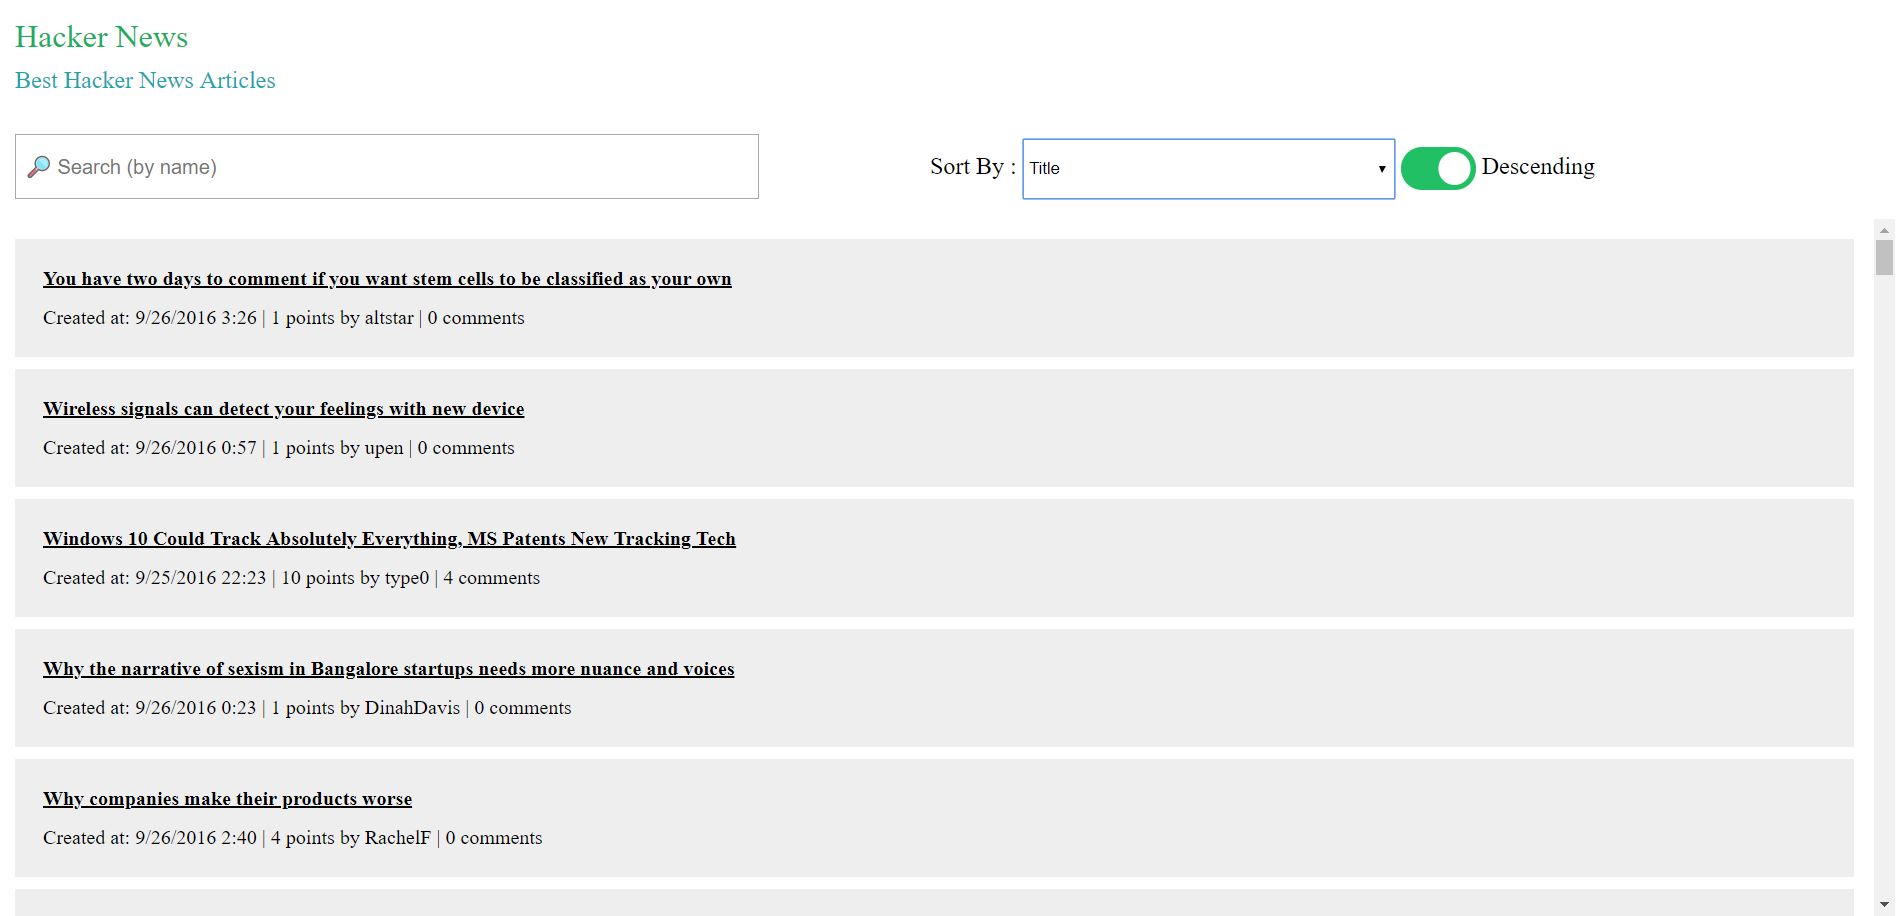 Hacker News
Best Hacker News Articles
Search (by name)
Sort By : Title Descending
You have two days to comment if you want stem cells to be classified as your own
Created at: 9/26/2016 3:26 | 1 points by altstar | 0 comments
Wireless signals can detect your feelings with new device
Created at: 9/26/2016 0:57 | 1 points by upen | 0 comments
Windows 10 Could Track Absolutely Everything, MS Patents New Tracking Tech
Created at: 9/25/2016 22:23 | 10 points by type0 | 4 comments
Why the narrative of sexism in Bangalore startups needs more nuance and voices
Created at: 9/26/2016 0:23 | 1 points by DinahDavis | 0 comments
Why companies make their products worse
Created at: 9/26/2016 2:40 | 4 points by RachelF | 0 comments